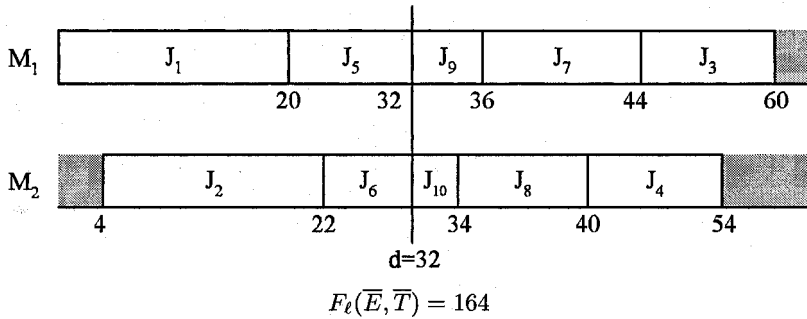 M₁ J₁ J₅ J₉ J₇ J₃
20 32 36 44 60
M₂ J₂ J₆ J₁₀ J₈ J₄
4 22 34 40 54
d=32
F_ℓ(E̅, T̅) = 164